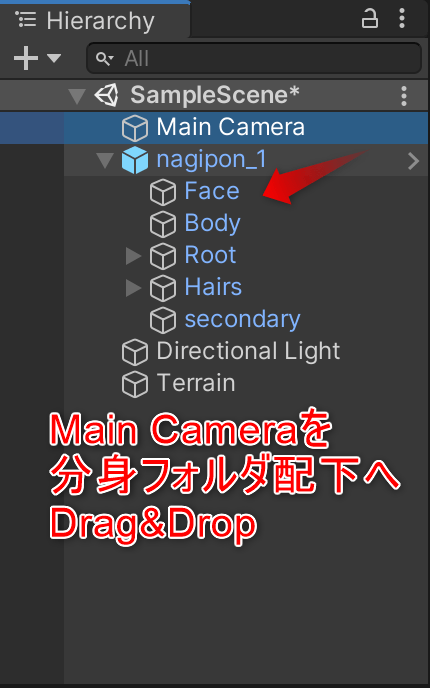 Hierarchy
All
SampleScene*
Main Camera
nagipon_1
Face
Body
Root
Hairs
secondary
Directional Light
Terrain
Main Cameraを
分身フォルダ配下へ
Drag&Drop